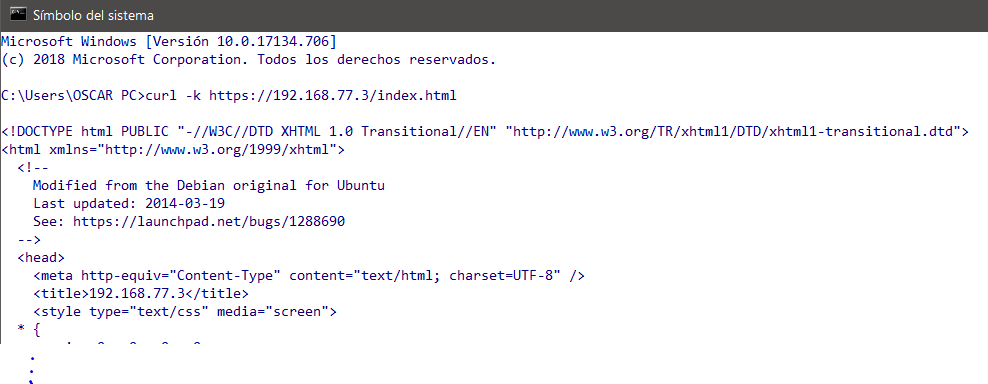 Símbolo del sistema
Microsoft Windows [Versión 10.0.17134.706]
(c) 2018 Microsoft Corporation. Todos los derechos reservados.
C:\Users\OSCAR PC>curl -k https://192.168.77.3/index.html
<!DOCTYPE html PUBLIC "-//W3C//DTD XHTML 1.0 Transitional//EN" "http://www.w3.org/TR/xhtml1/DTD/xhtml1-transitional.dtd">
<html xmlns="http://www.w3.org/1999/xhtml">
<!--
Modified from the Debian original for Ubuntu
Last updated: 2014-03-19
See: https://launchpad.net/bugs/1288690
-->
<head>
<meta http-equiv="Content-Type" content="text/html; charset=UTF-8" />
<title>192.168.77.3</title>
<style type="text/css" media="screen">
* {